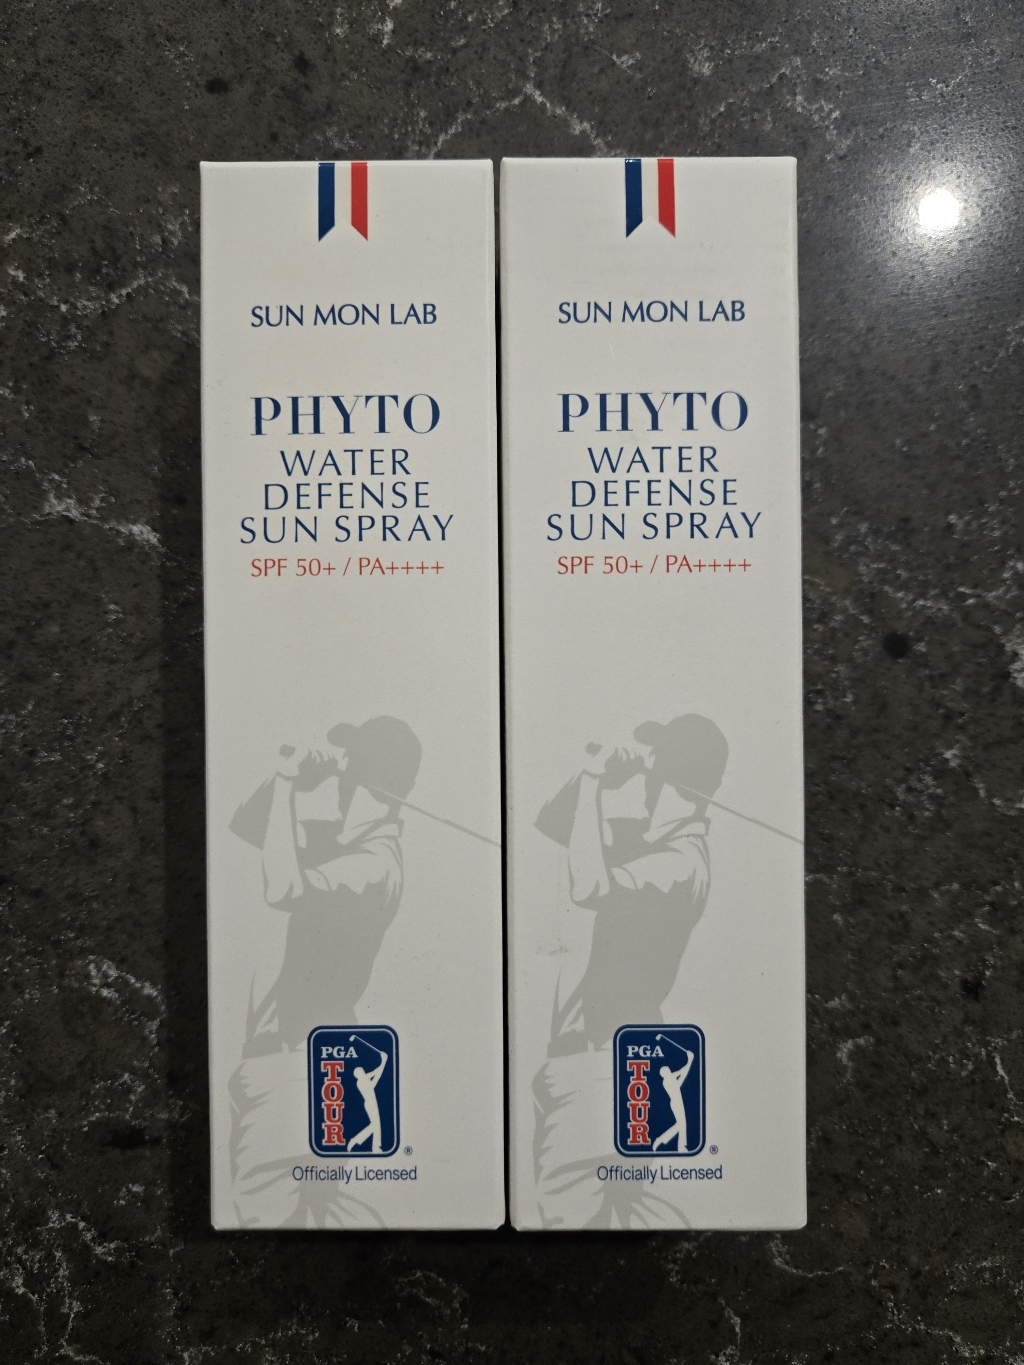 SUN MON LAB
PHYTO
WATER
DEFENSE
SUN SPRAY
SPF 50+ / PA++++
PGA
TOUR
®
Officially Licensed
SUN MON LAB
PHYTO
WATER
DEFENSE
SUN SPRAY
SPF 50+ / PA++++
PGA
TOUR
®
Officially Licensed